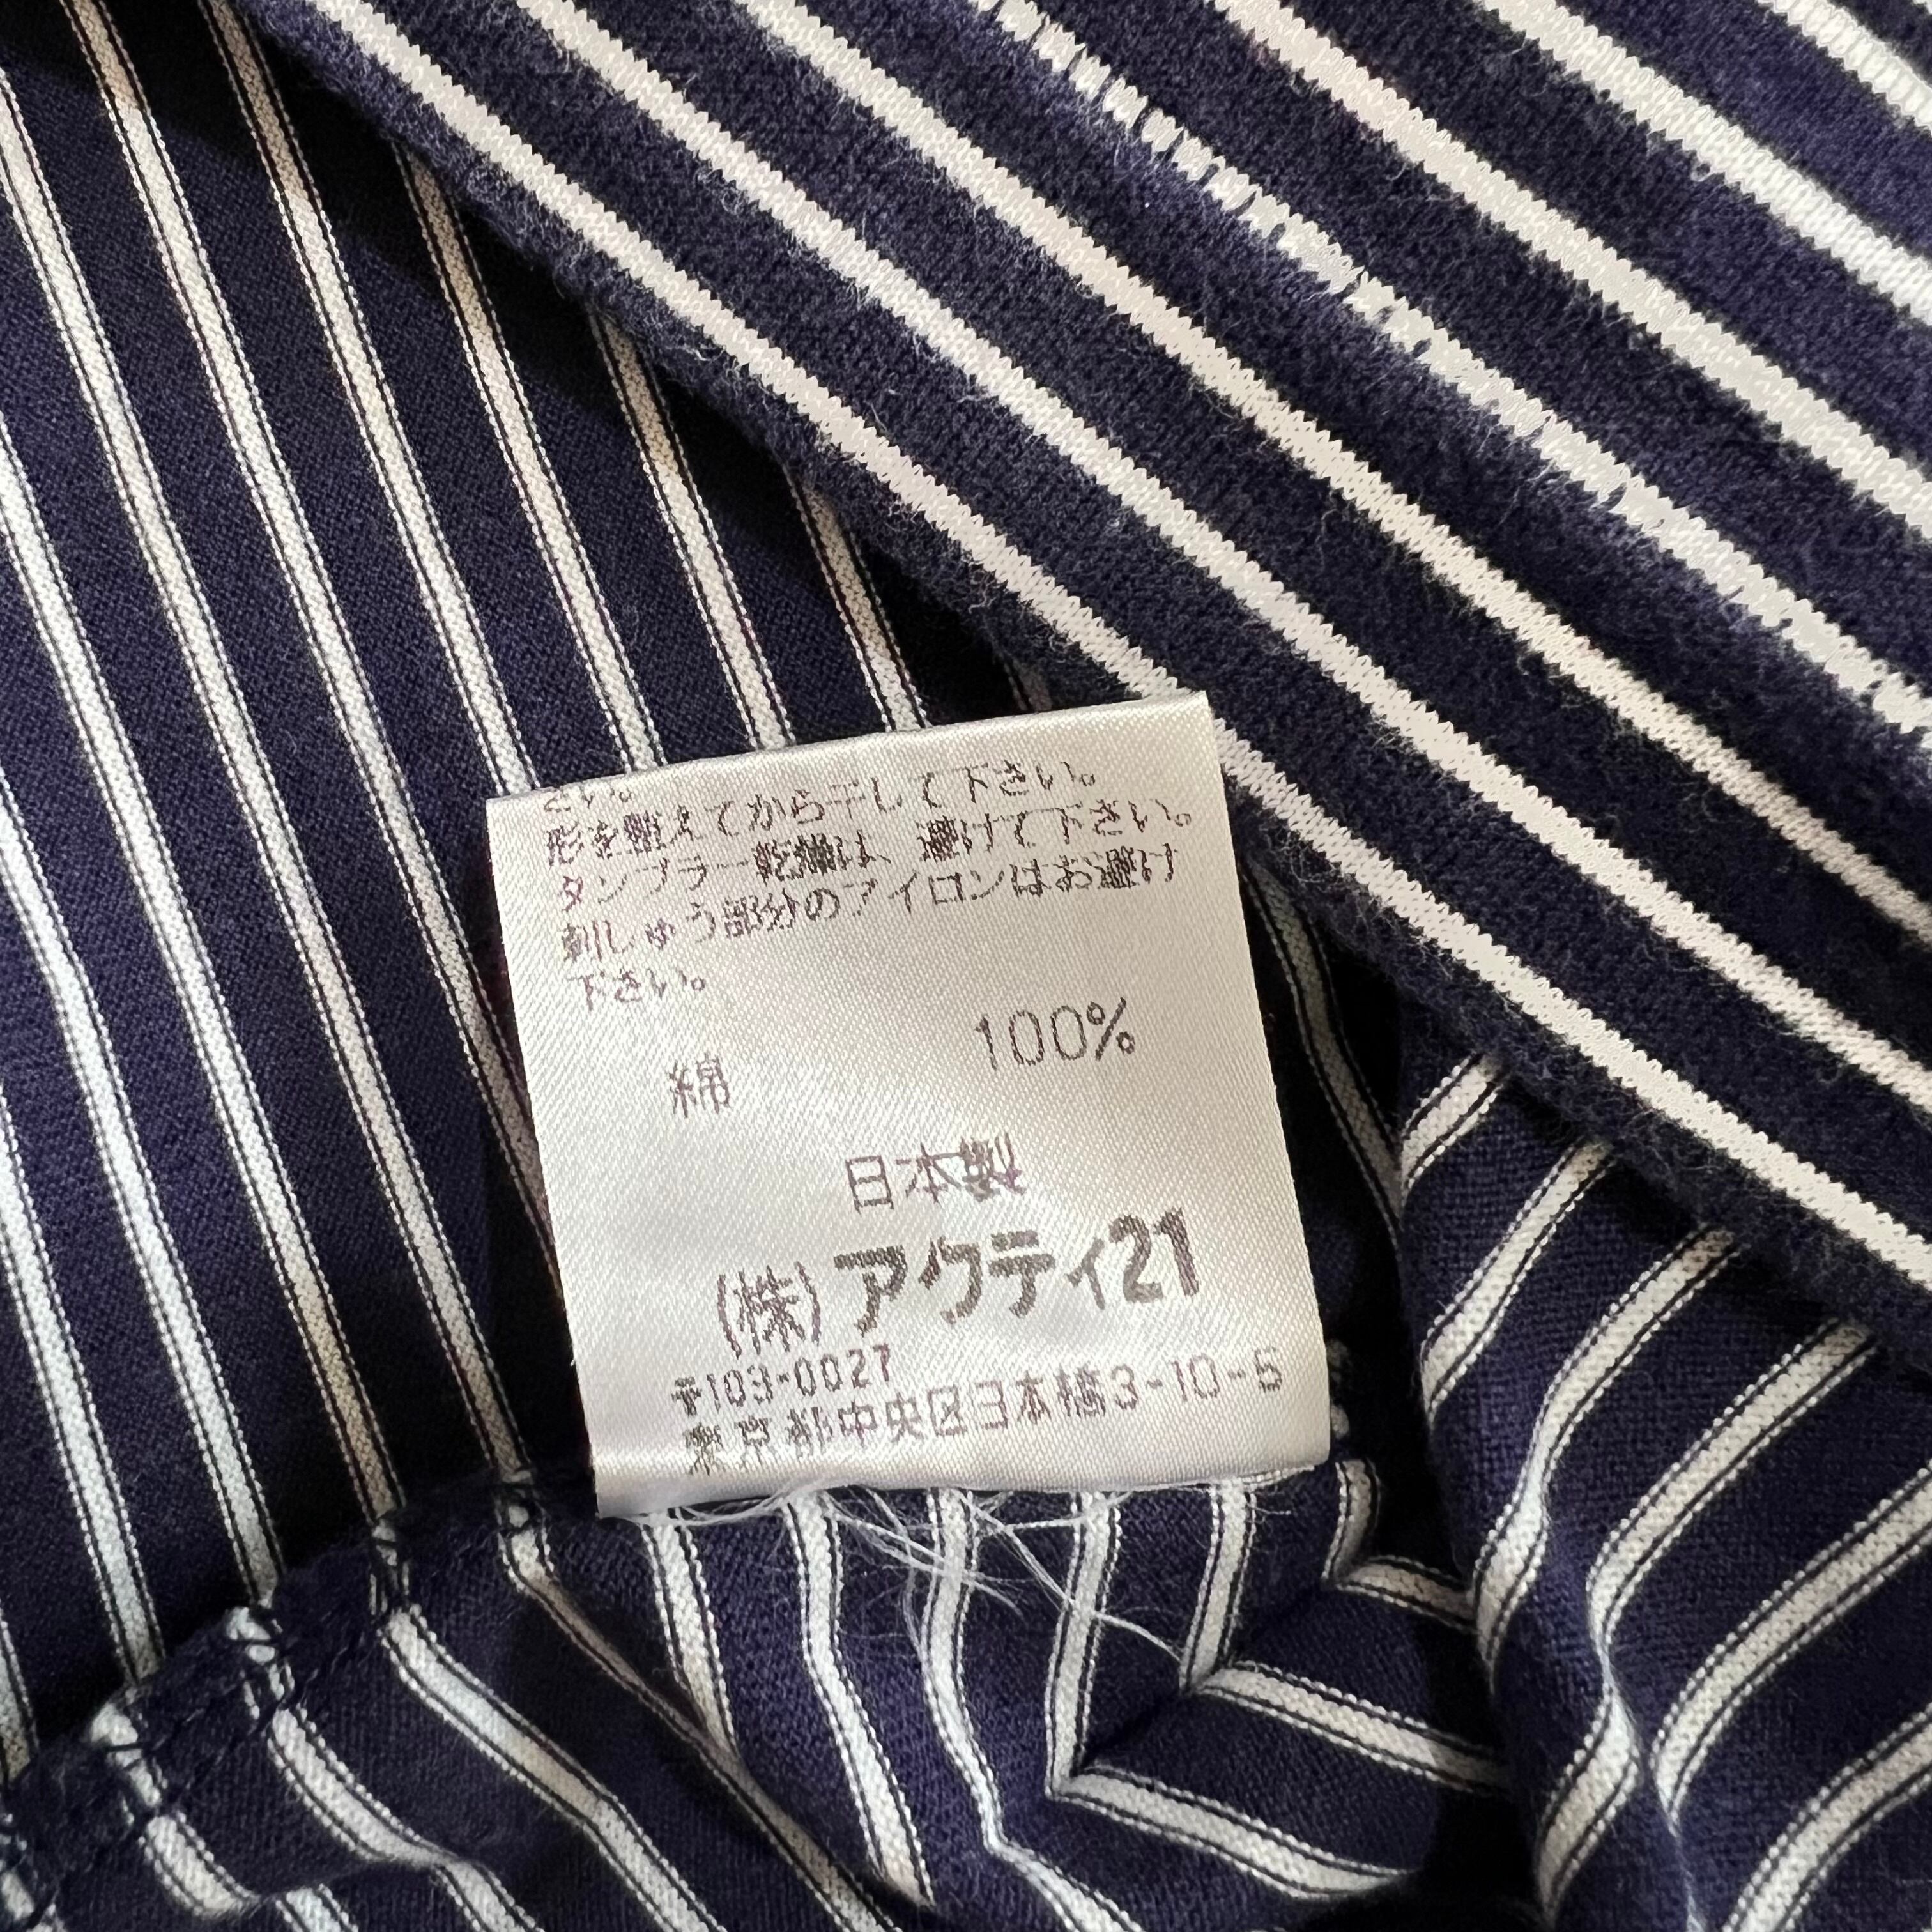 さい。
形を整えてから干して下さい。
タンブラー乾燥は、避けて下さい。
刺しゅう部分のアイロンはお避け
下さい。
綿 100%
日本製
(株)アクティ21
〒103-0027
東京都中央区日本橋3-10-5